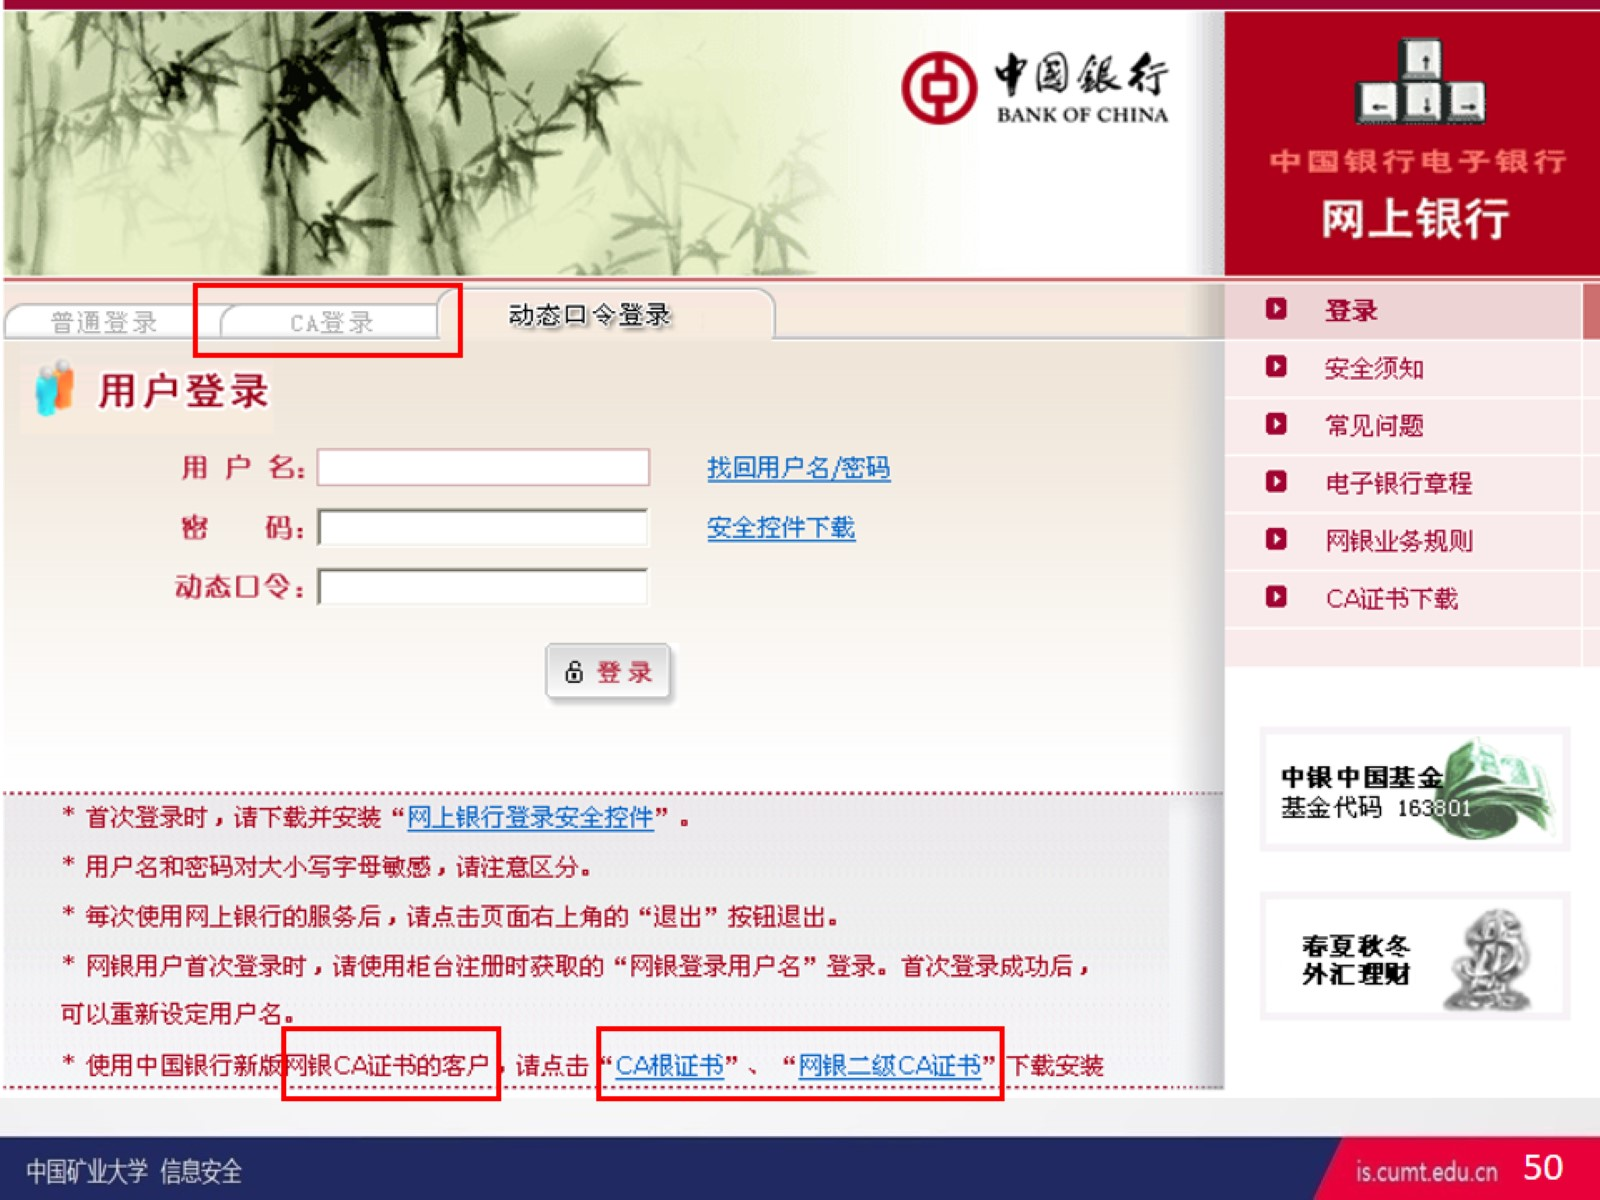 中国銀行
BANK OF CHINA
中国银行电子银行
网上银行
普通登录
CA登录
动态口令登录
用户登录
用户名：
找回用户名/密码
密码：
安全控件下载
动态口令：
登录
* 首次登录时，请下载并安装“网上银行登录安全控件”。
* 用户名和密码对大小写字母敏感，请注意区分。
* 每次使用网上银行的服务后，请点击页面右上角的“退出”按钮退出。
* 网银用户首次登录时，请使用柜台注册时获取的“网银登录用户名”登录。首次登录成功后，
可以重新设定用户名。
* 使用中国银行新版网银CA证书的客户，请点击“CA根证书”、“网银二级CA证书”下载安装
登录
安全须知
常见问题
电子银行章程
网银业务规则
CA证书下载
中银中国基金
基金代码 163801
春夏秋冬
外汇理财
中国矿业大学 信息安全
is.cumt.edu.cn 50